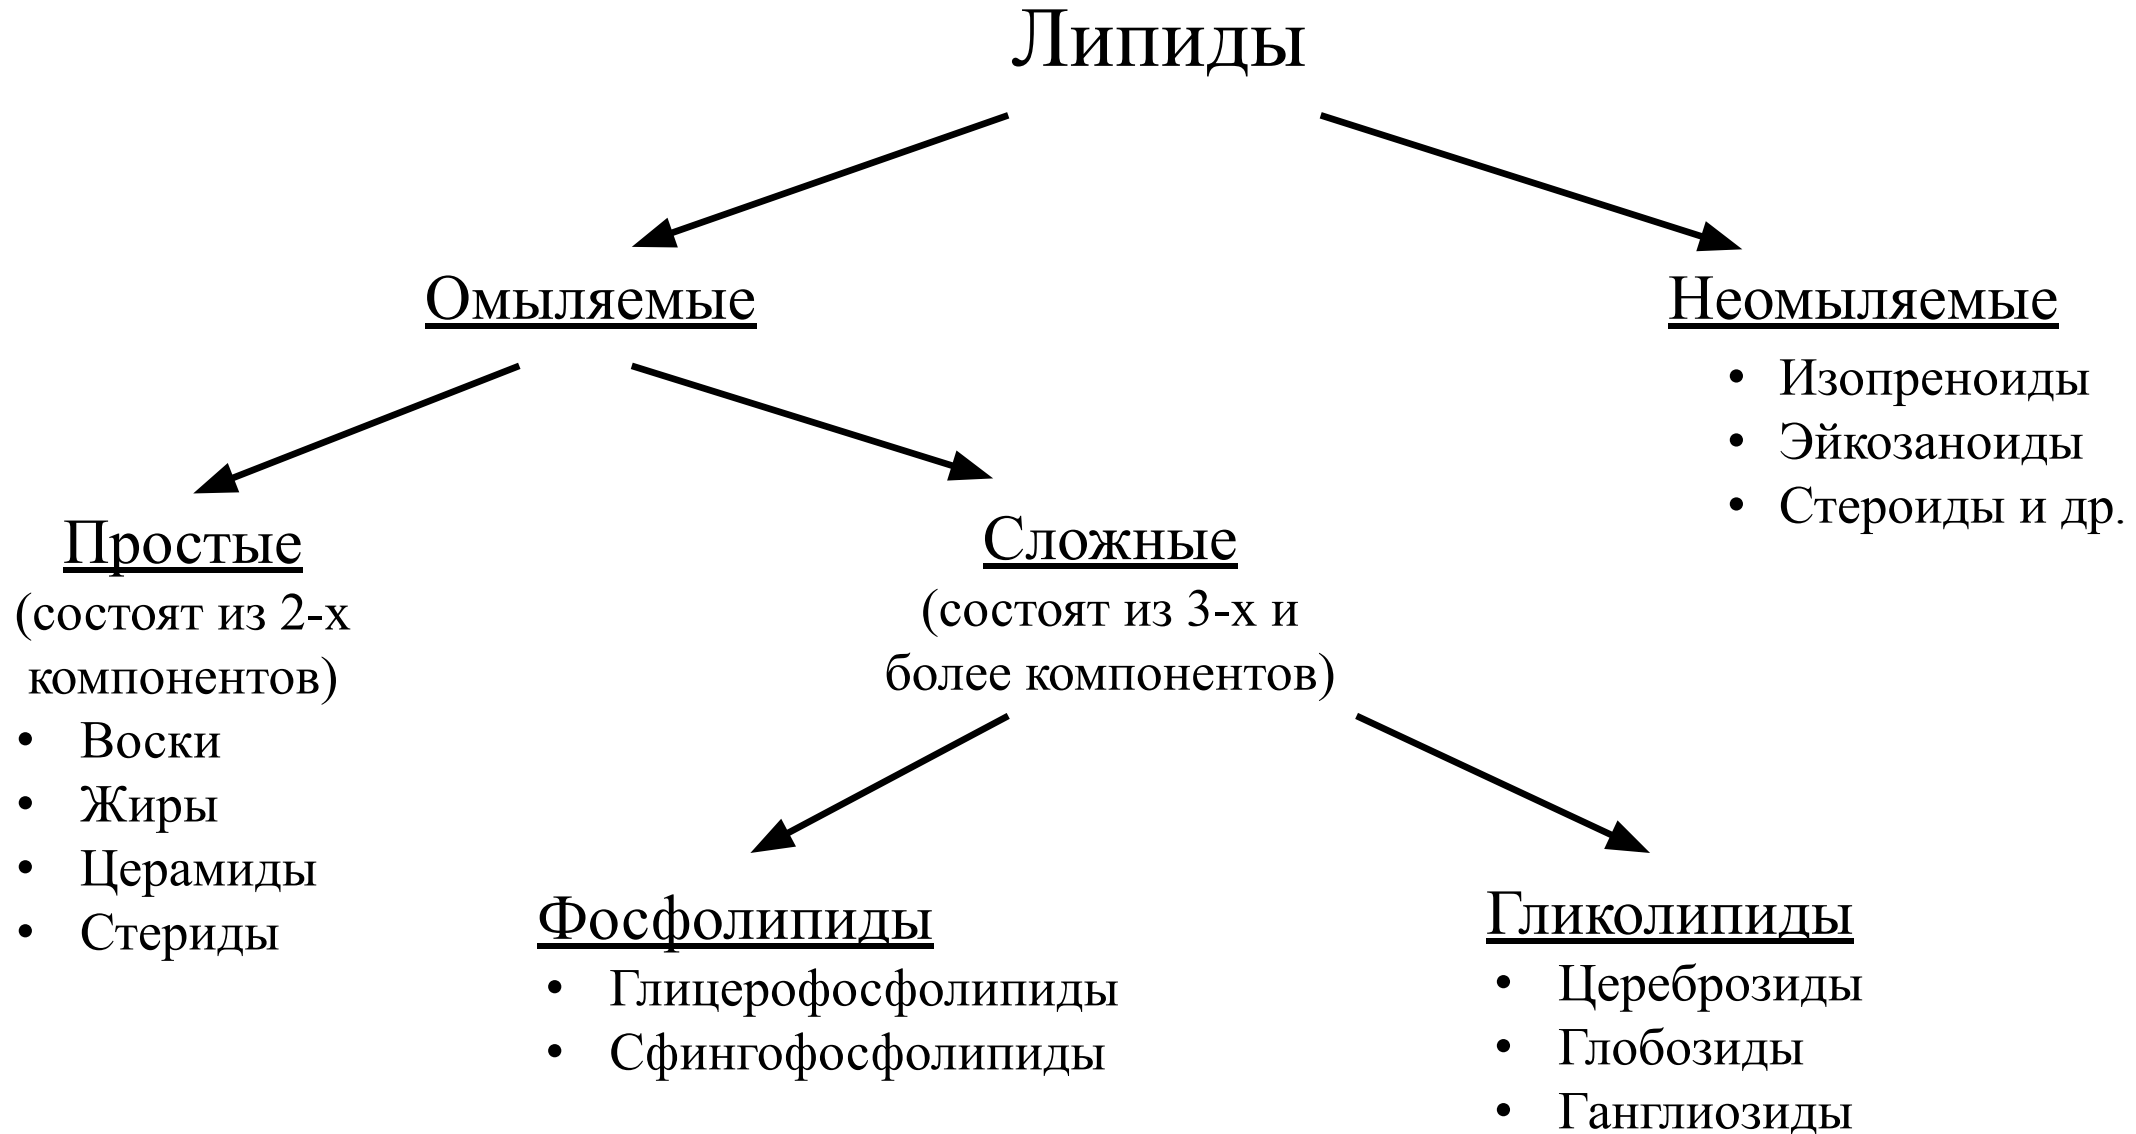 Липиды
Омыляемые
Неомыляемые
• Изопреноиды
• Эйкозаноиды
• Стероиды и др.
Простые
(состоят из 2-х
компонентов)
• Воски
• Жиры
• Церамиды
• Стериды
Сложные
(состоят из 3-х и
более компонентов)
Фосфолипиды
• Глицерофосфолипиды
• Сфингофосфолипиды
Гликолипиды
• Цереброзиды
• Глобозиды
• Ганглиозиды